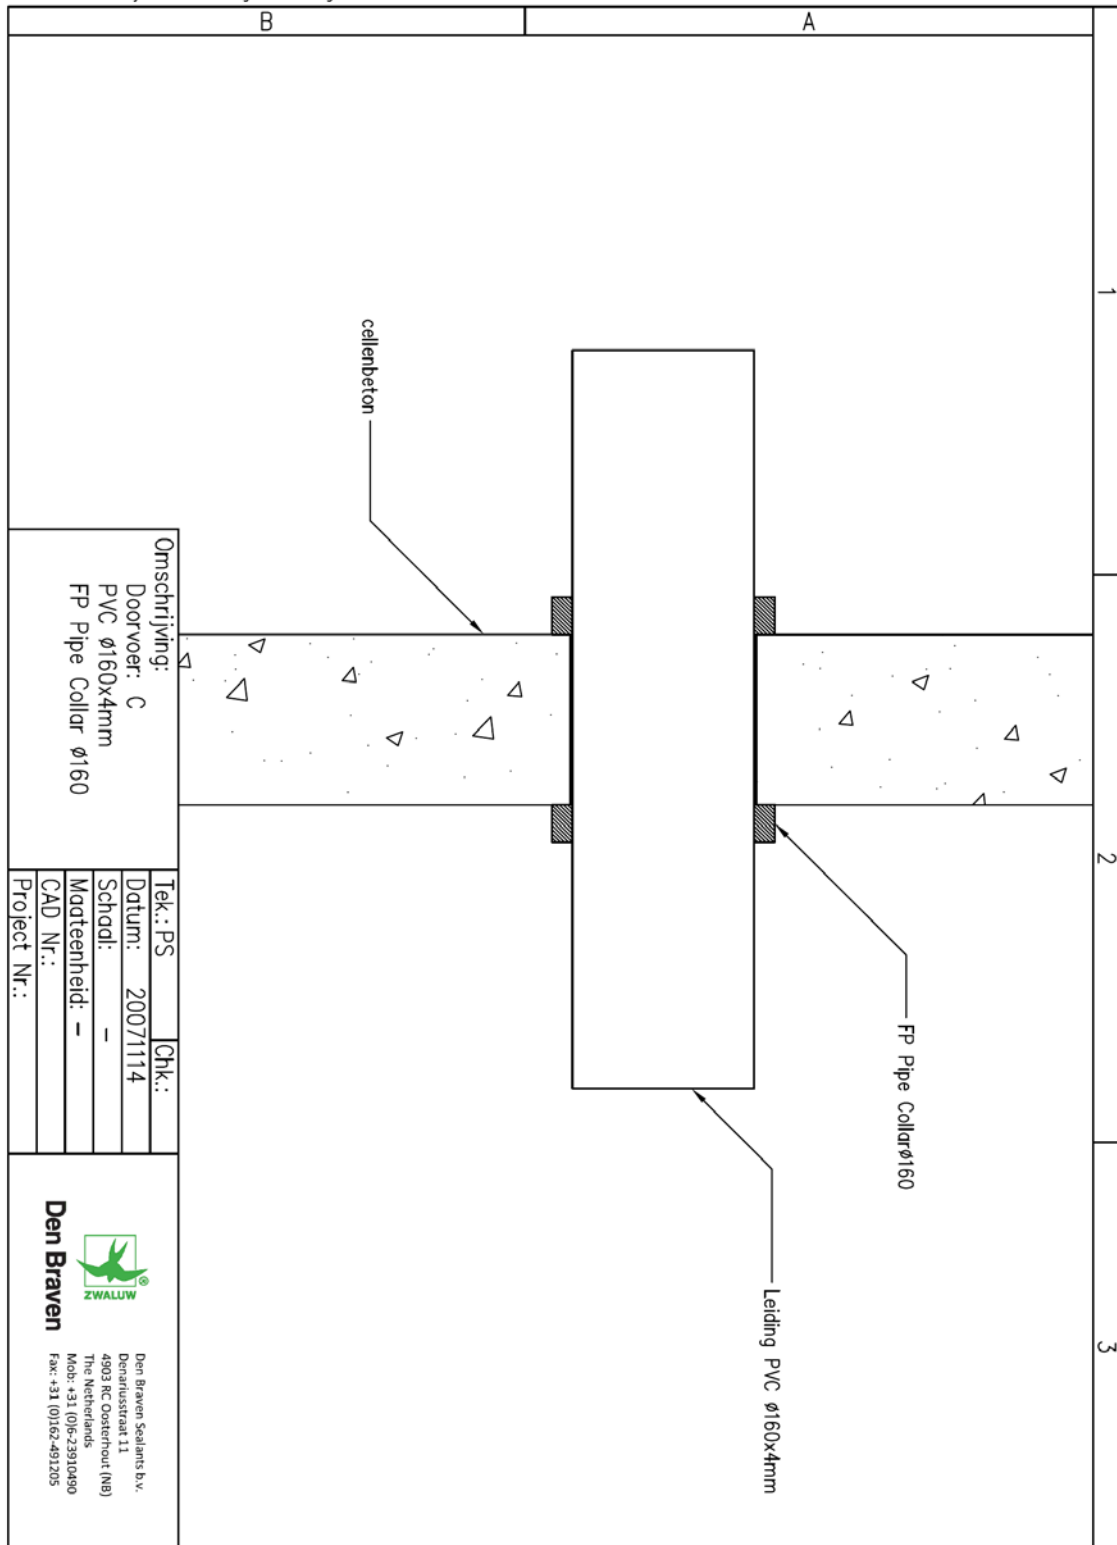 1
2
3
A
B
cellenbeton
FP Pipe Collarø160
Leiding PVC ø160x4mm
Omschrijving:
Doorvoer: C
PVC ø160x4mm
FP Pipe Collar ø160
Tek.: PS
Chk.:
Datum: 20071114
Schaal: –
Maateenheid: –
CAD Nr.:
Project Nr.:
ZWALUW®
Den Braven
Den Braven Sealants b.v.
Denariusstraat 11
4903 RC Oosterhout (NB)
The Netherlands
Mob: +31 (0)6-23910490
Fax: +31 (0)162-491205